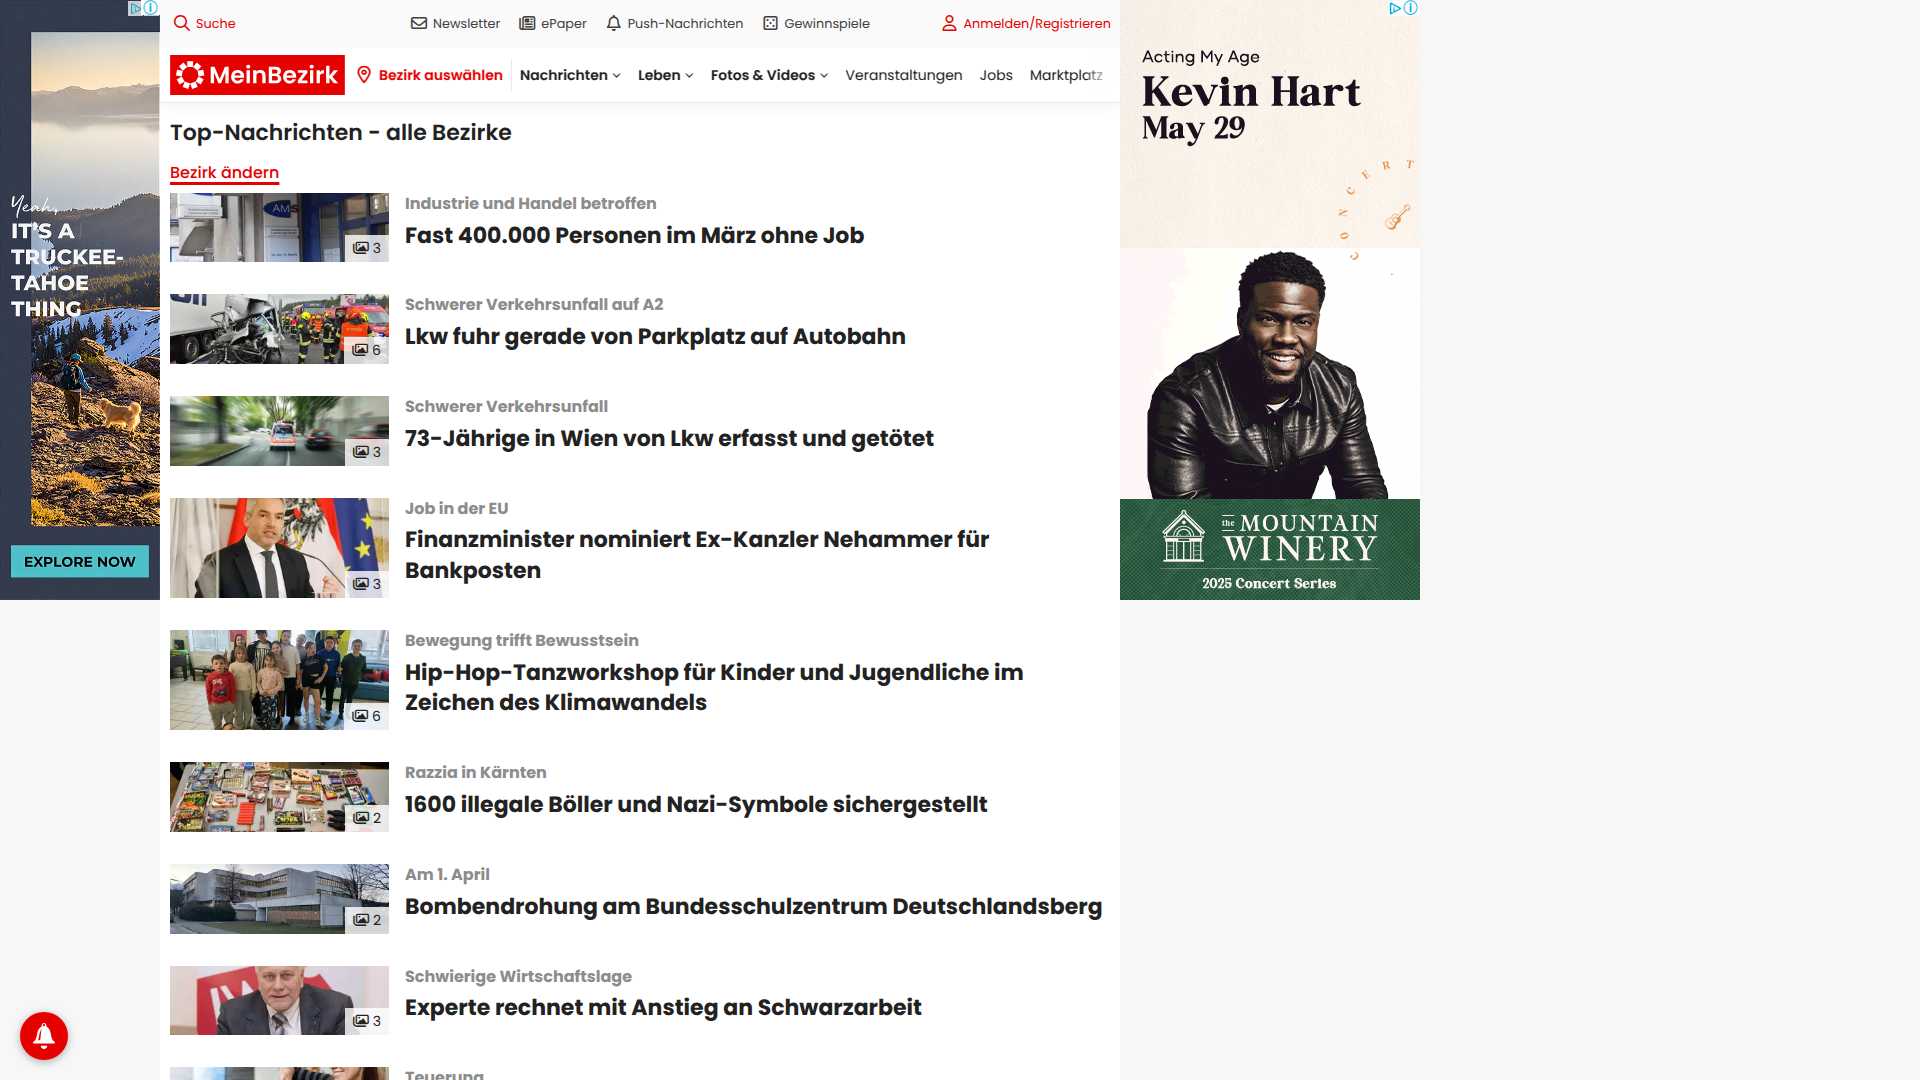 Suche
Newsletter
ePaper
Push-Nachrichten
Gewinnspiele
Anmelden/Registrieren
MeinBezirk
Bezirk auswählen
Nachrichten
Leben
Fotos & Videos
Veranstaltungen
Jobs
Marktplatz
Top-Nachrichten - alle Bezirke
Bezirk ändern
AMS
3
Industrie und Handel betroffen
Fast 400.000 Personen im März ohne Job
6
Schwerer Verkehrsunfall auf A2
Lkw fuhr gerade von Parkplatz auf Autobahn
3
Schwerer Verkehrsunfall
73-Jährige in Wien von Lkw erfasst und getötet
3
Job in der EU
Finanzminister nominiert Ex-Kanzler Nehammer für
Bankposten
6
Bewegung trifft Bewusstsein
Hip-Hop-Tanzworkshop für Kinder und Jugendliche im
Zeichen des Klimawandels
2
Razzia in Kärnten
1600 illegale Böller und Nazi-Symbole sichergestellt
2
Am 1. April
Bombendrohung am Bundesschulzentrum Deutschlandsberg
3
Schwierige Wirtschaftslage
Experte rechnet mit Anstieg an Schwarzarbeit
Teuerung
Yeah,
IT'S A
TRUCKEE-
TAHOE
THING
EXPLORE NOW
Acting My Age
Kevin Hart
May 29
CONCERT
the MOUNTAIN
WINERY
2025 Concert Series